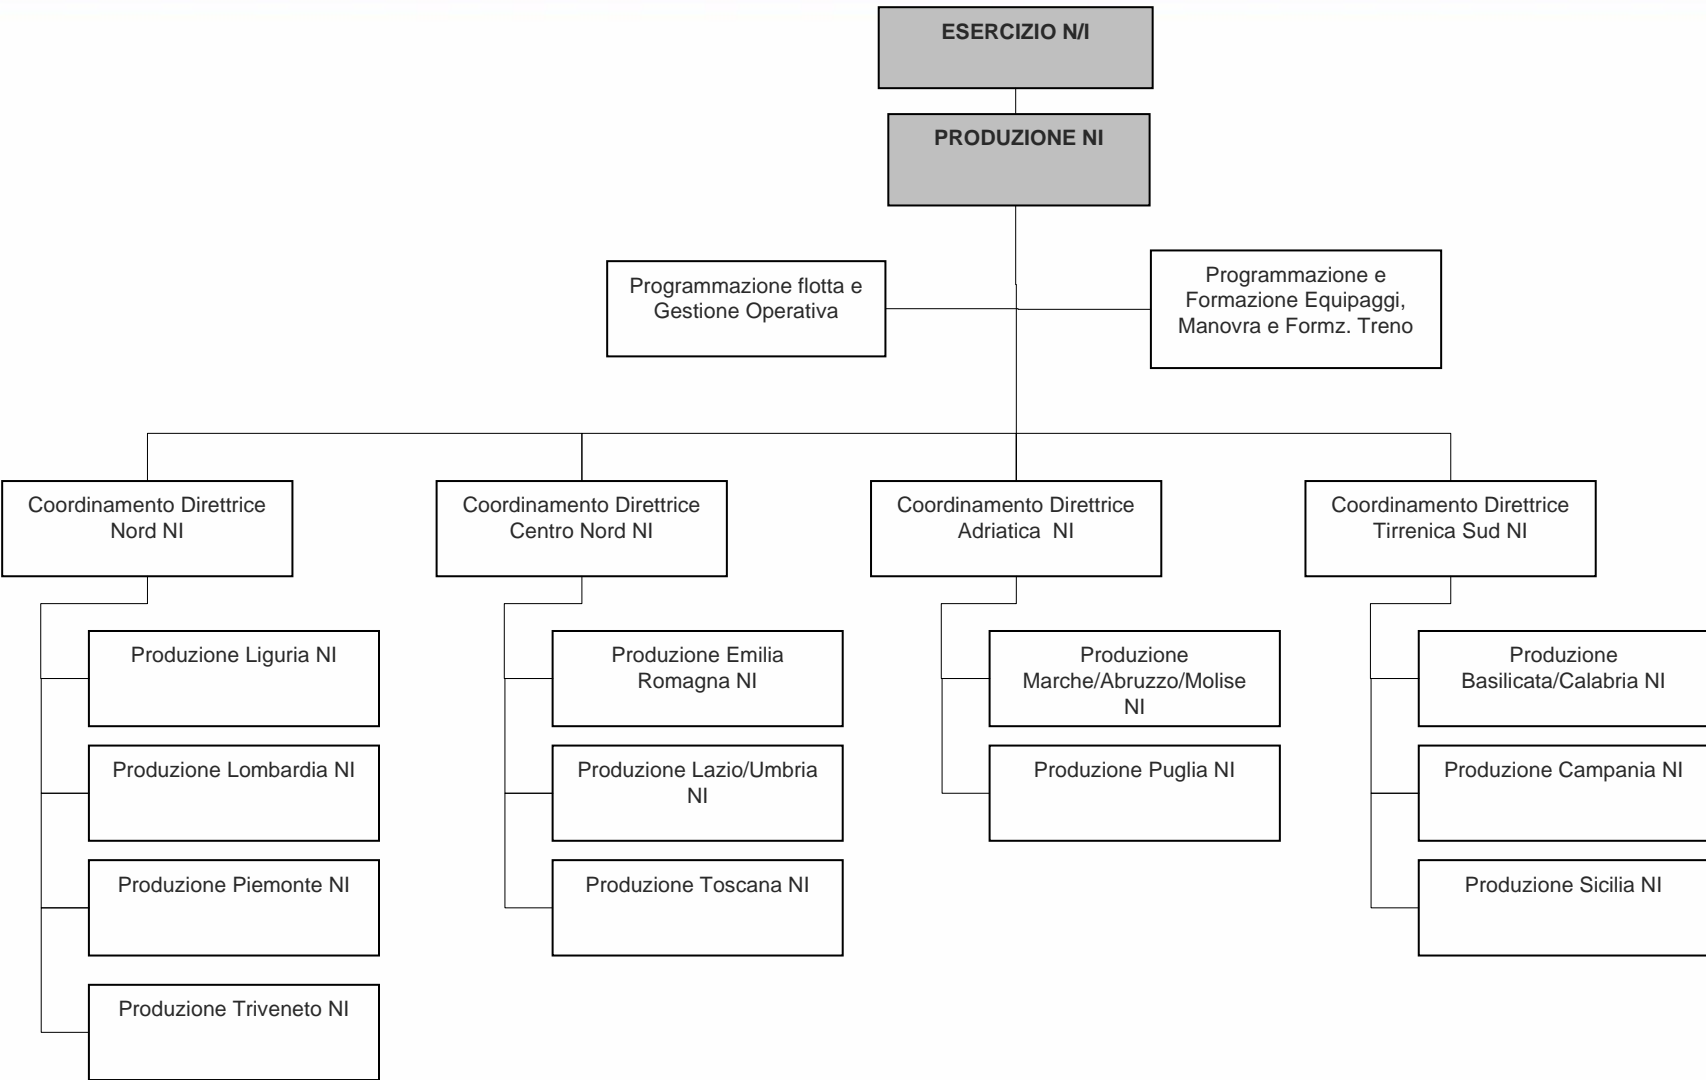 ESERCIZIO N/I
PRODUZIONE NI
Programmazione flotta e
Gestione Operativa
Programmazione e
Formazione Equipaggi,
Manovra e Formz. Treno
Coordinamento Direttrice
Nord NI
Coordinamento Direttrice
Centro Nord NI
Coordinamento Direttrice
Adriatica  NI
Coordinamento Direttrice
Tirrenica Sud NI
Produzione Liguria NI
Produzione Lombardia NI
Produzione Piemonte NI
Produzione Triveneto NI
Produzione Emilia
Romagna NI
Produzione Lazio/Umbria
NI
Produzione Toscana NI
Produzione
Marche/Abruzzo/Molise
NI
Produzione Puglia NI
Produzione
Basilicata/Calabria NI
Produzione Campania NI
Produzione Sicilia NI